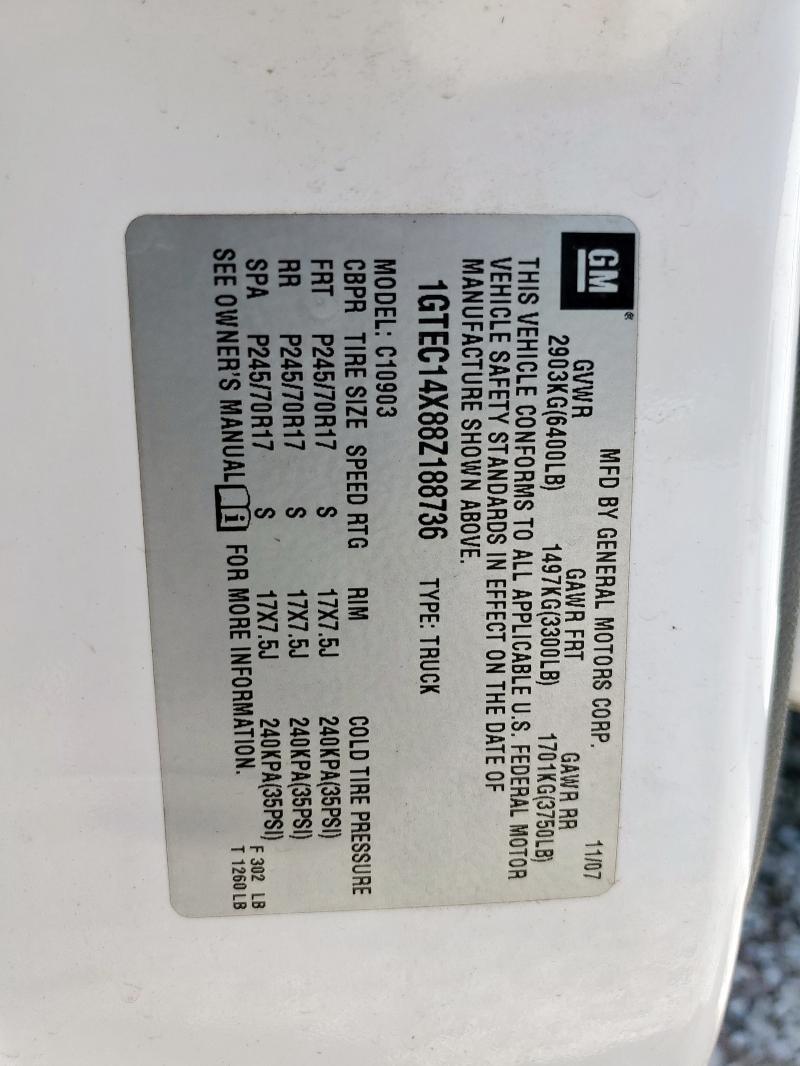 GM®
MFD BY GENERAL MOTORS CORP. 11/07
GVWR GAWR FRT GAWR RR
2903KG(6400LB) 1497KG(3300LB) 1701KG(3750LB)
THIS VEHICLE CONFORMS TO ALL APPLICABLE U.S. FEDERAL MOTOR
VEHICLE SAFETY STANDARDS IN EFFECT ON THE DATE OF
MANUFACTURE SHOWN ABOVE.
1GTEC14X88Z188736 TYPE: TRUCK
MODEL: C10903
CBPR TIRE SIZE SPEED RTG RIM COLD TIRE PRESSURE
FRT P245/70R17 S 17X7.5J 240KPA(35PSI)
RR P245/70R17 S 17X7.5J 240KPA(35PSI)
SPA P245/70R17 S 17X7.5J 240KPA(35PSI)
SEE OWNER'S MANUAL FOR MORE INFORMATION.
F 302 LB
T 1260 LB